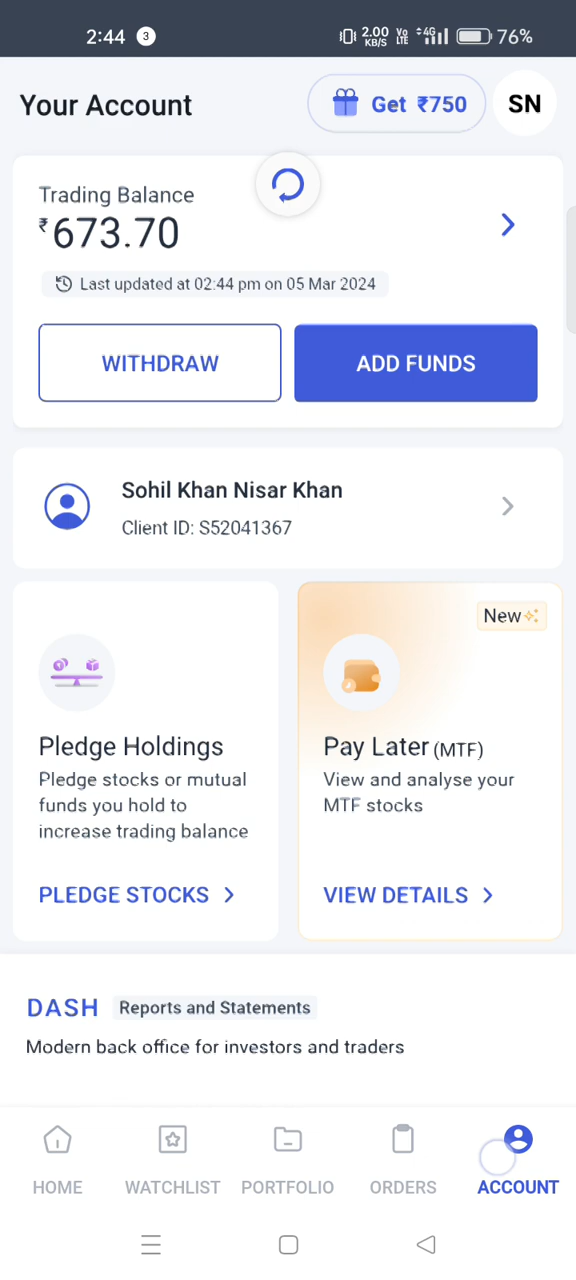 2:44 3 2.00 KB/S Vo LTE 4G 76%
Your Account
Get ₹750
SN
Trading Balance
₹673.70
Last updated at 02:44 pm on 05 Mar 2024
WITHDRAW
ADD FUNDS
Sohil Khan Nisar Khan
Client ID: S52041367
New
Pledge Holdings
Pledge stocks or mutual
funds you hold to
increase trading balance
PLEDGE STOCKS
Pay Later (MTF)
View and analyse your
MTF stocks
VIEW DETAILS
DASH Reports and Statements
Modern back office for investors and traders
HOME WATCHLIST PORTFOLIO ORDERS ACCOUNT